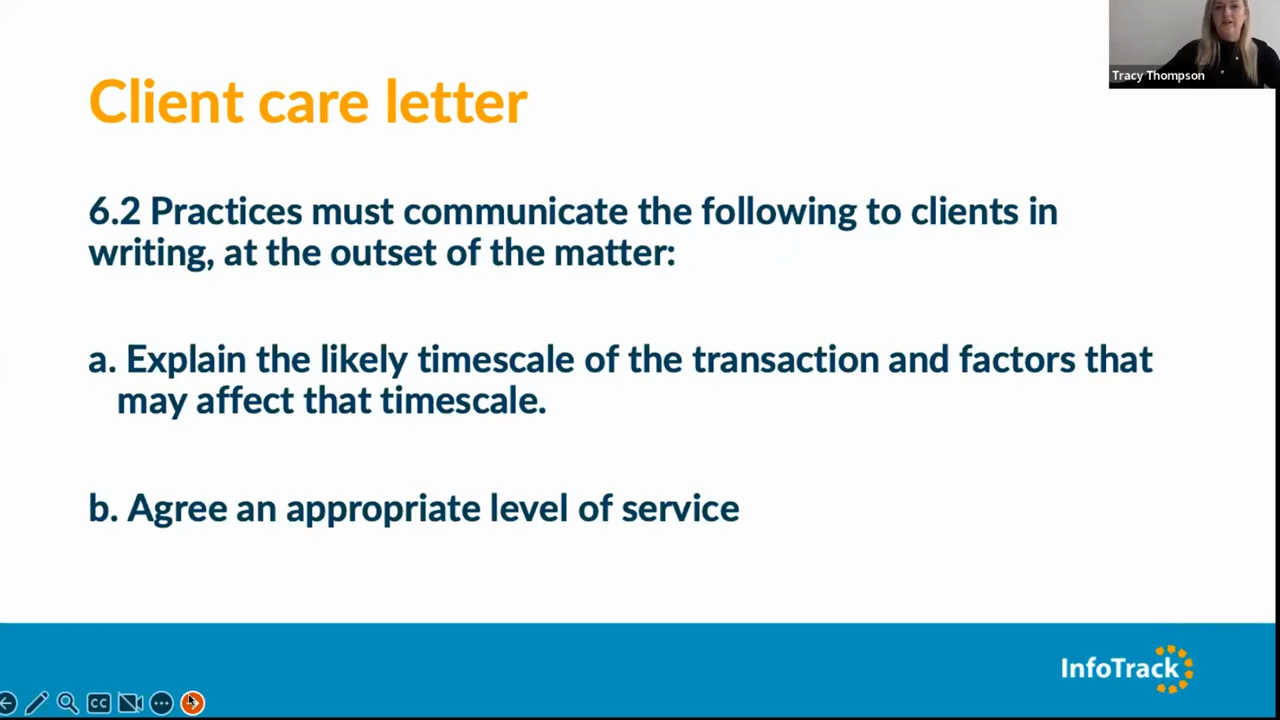 Tracy Thompson
Client care letter
6.2 Practices must communicate the following to clients in
writing, at the outset of the matter:
a. Explain the likely timescale of the transaction and factors that
may affect that timescale.
b. Agree an appropriate level of service
InfoTrack
CC